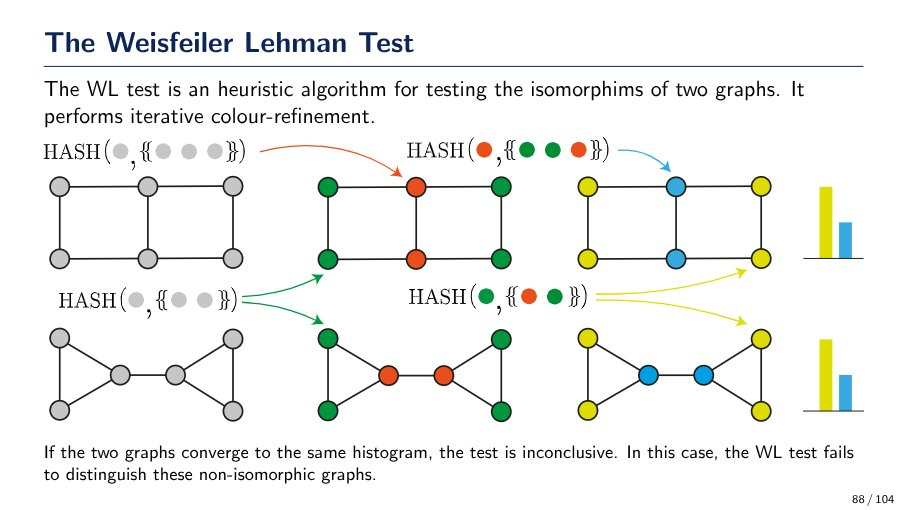 The Weisfeiler Lehman Test
The WL test is an heuristic algorithm for testing the isomorphims of two graphs. It
performs iterative colour-refinement.
HASH( , {{ }})
HASH( , {{ }})
HASH( , {{ }})
HASH( , {{ }})
If the two graphs converge to the same histogram, the test is inconclusive. In this case, the WL test fails
to distinguish these non-isomorphic graphs.
88 / 104